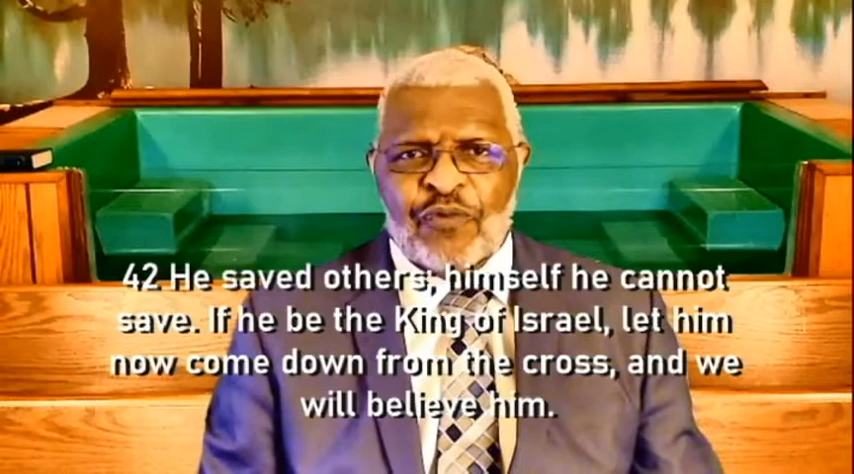 42 He saved others; himself he cannot
save. If he be the King of Israel, let him
now come down from the cross, and we
will believe him.